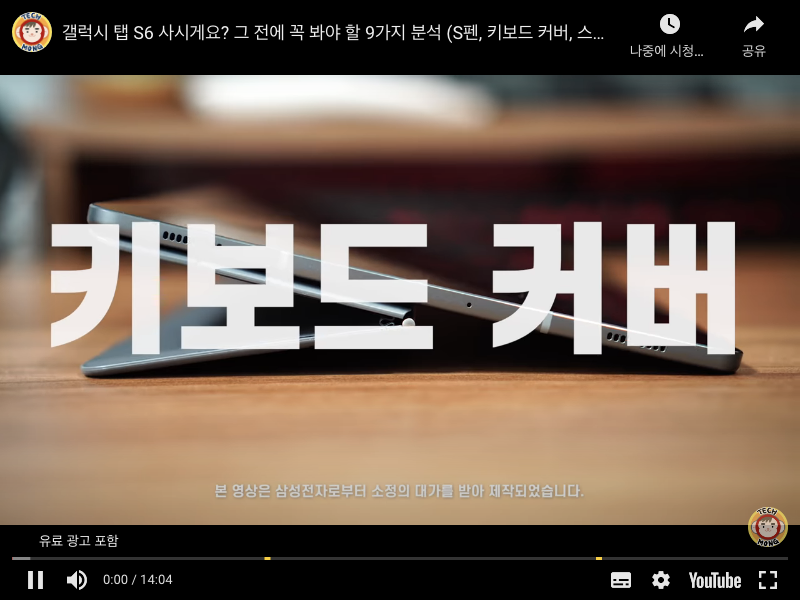 TECH
MONG
갤럭시 탭 S6 사시게요? 그 전에 꼭 봐야 할 9가지 분석 (S펜, 키보드 커버, 스...
나중에 시청...
공유
키보드 커버
본 영상은 삼성전자로부터 소정의 대가를 받아 제작되었습니다.
TECH
MONG
유료 광고 포함
0:00 / 14:04
YouTube